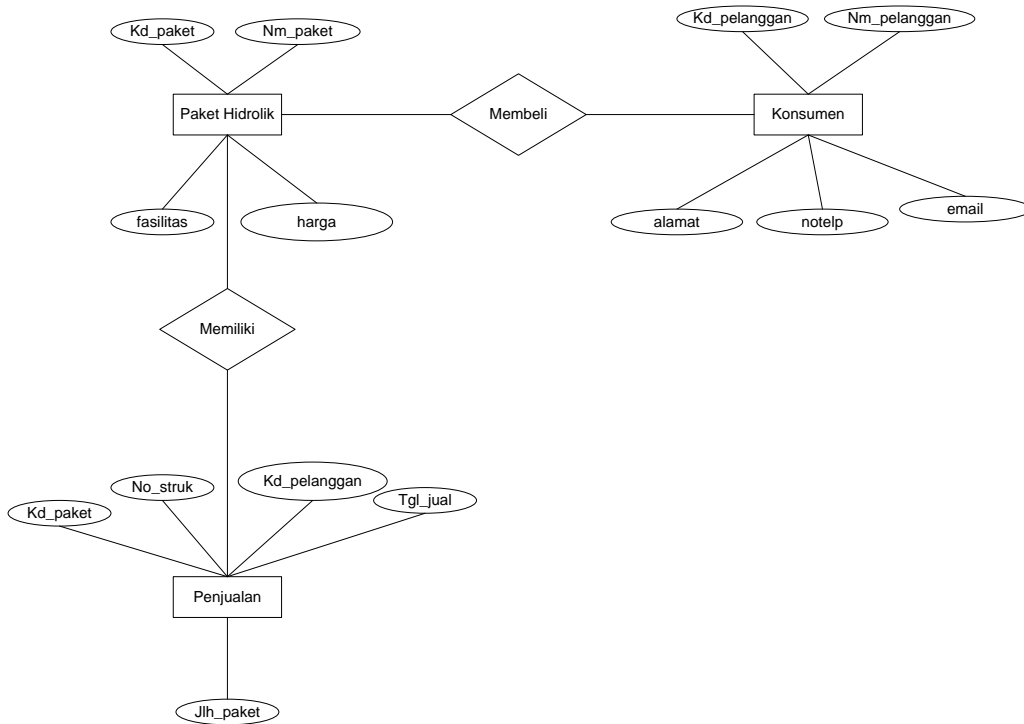 Kd_paket
Nm_paket
Kd_pelanggan
Nm_pelanggan
Paket Hidrolik
Membeli
Konsumen
fasilitas
harga
alamat
notelp
email
Memiliki
Kd_paket
No_struk
Kd_pelanggan
Tgl_jual
Penjualan
Jlh_paket